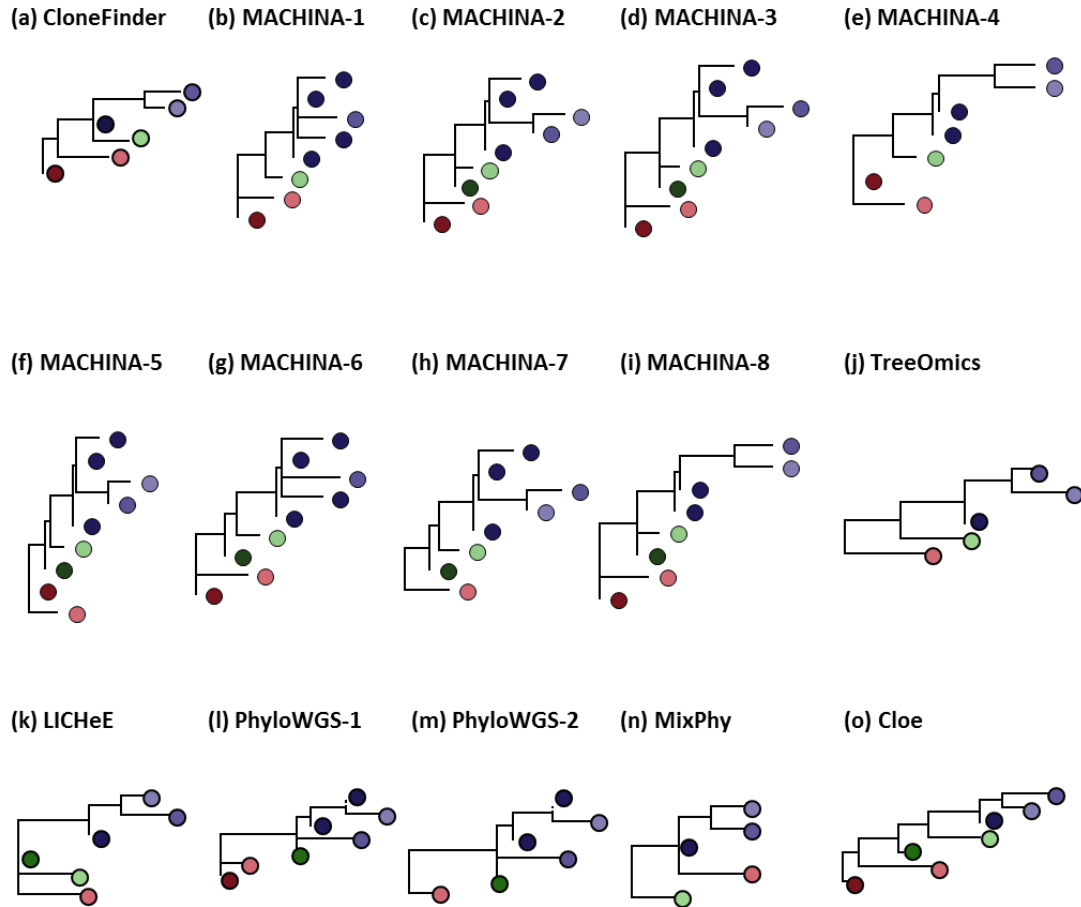 (a) CloneFinder (b) MACHINA-1 (c) MACHINA-2 (d) MACHINA-3 (e) MACHINA-4
(f) MACHINA-5 (g) MACHINA-6 (h) MACHINA-7 (i) MACHINA-8 (j) TreeOmics
(k) LICHeE (l) PhyloWGS-1 (m) PhyloWGS-2 (n) MixPhy (o) Cloe